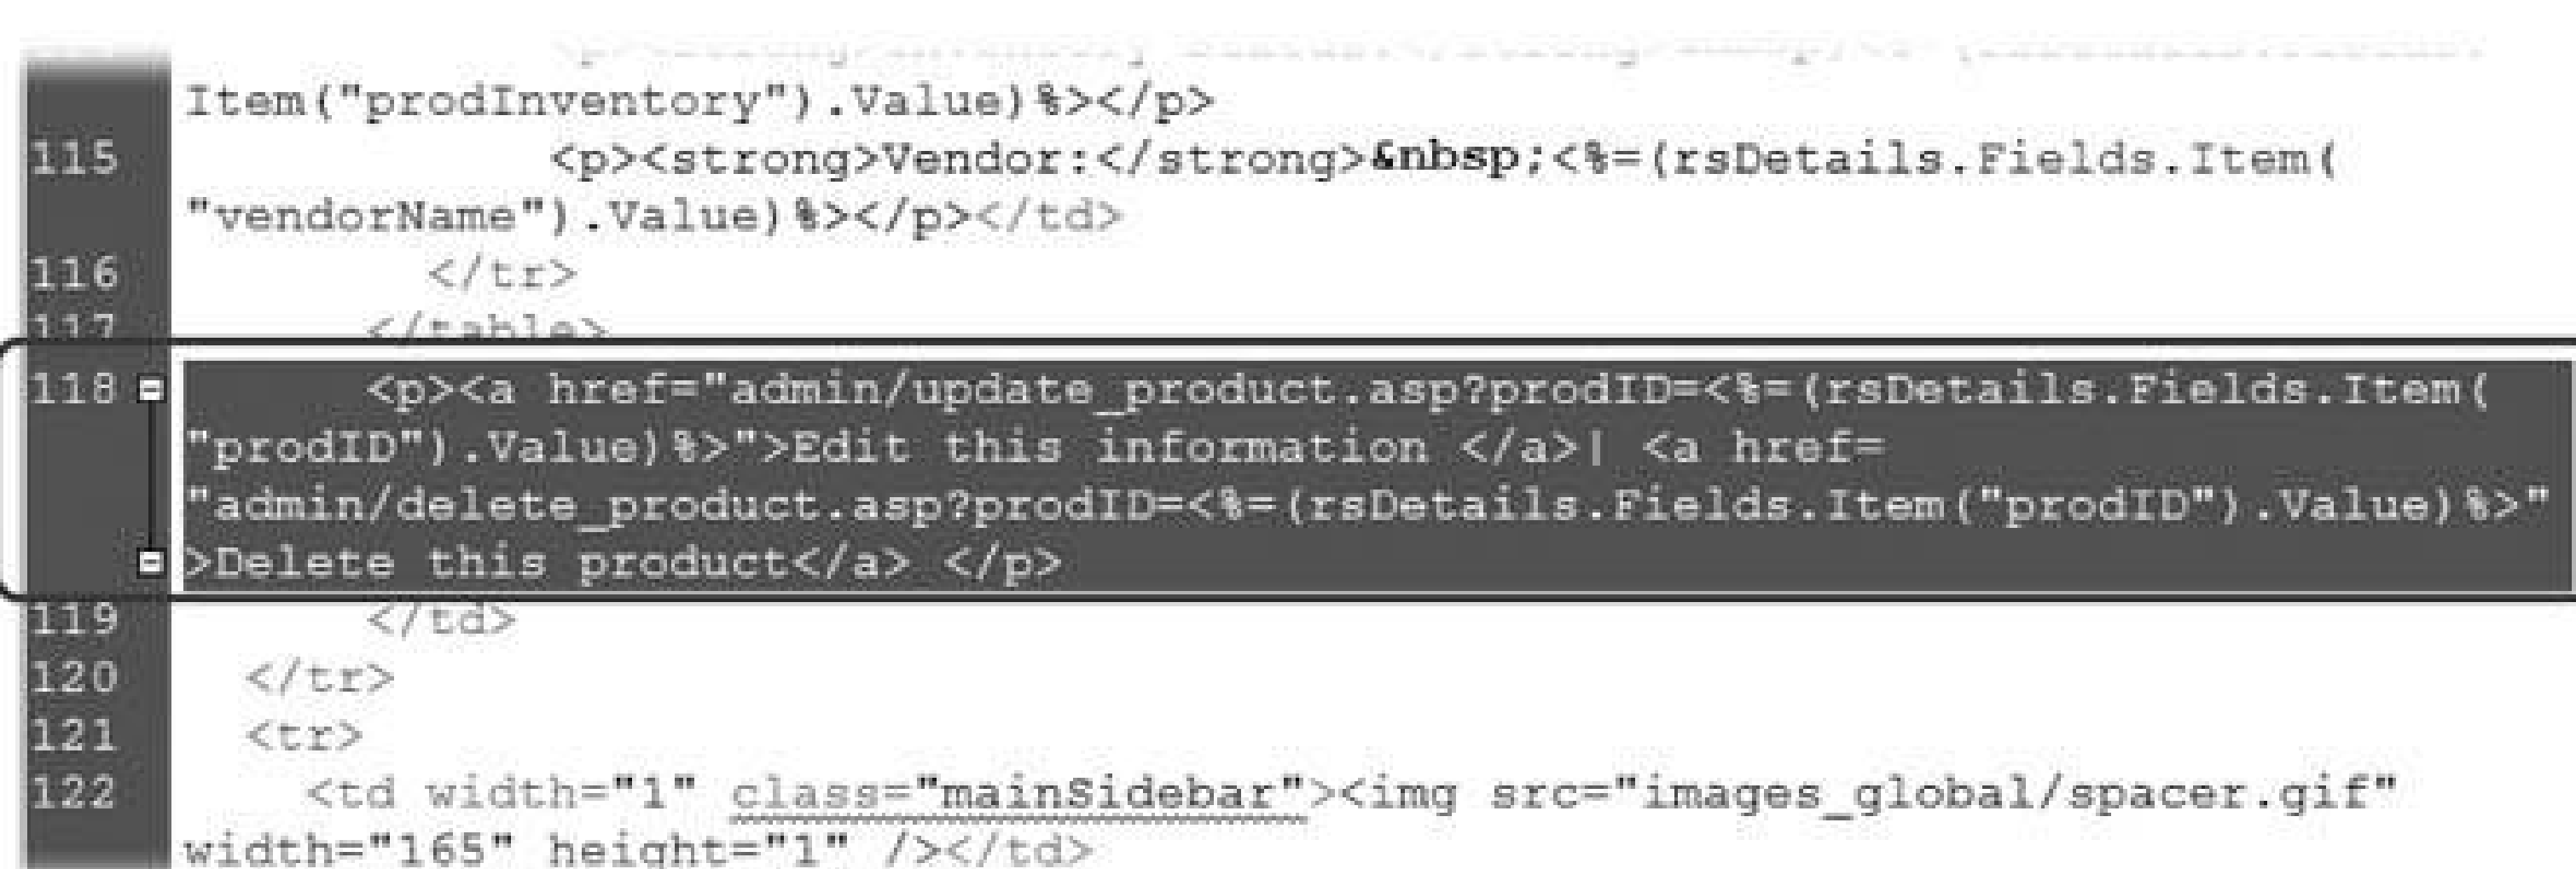 Item("prodInventory").Value)%></p>
115 <p><strong>Vendor:</strong>&nbsp;<%=(rsDetails.Fields.Item(
"vendorName").Value)%></p></td>
116 </tr>
117 </table>
118 <p><a href="admin/update_product.asp?prodID=<%=(rsDetails.Fields.Item(
"prodID").Value)%>">Edit this information </a>| <a href=
"admin/delete_product.asp?prodID=<%=(rsDetails.Fields.Item("prodID").Value)%>"
>Delete this product</a> </p>
119 </td>
120 </tr>
121 <tr>
122 <td width="1" class="mainSidebar"><img src="images_global/spacer.gif"
width="165" height="1" /></td>